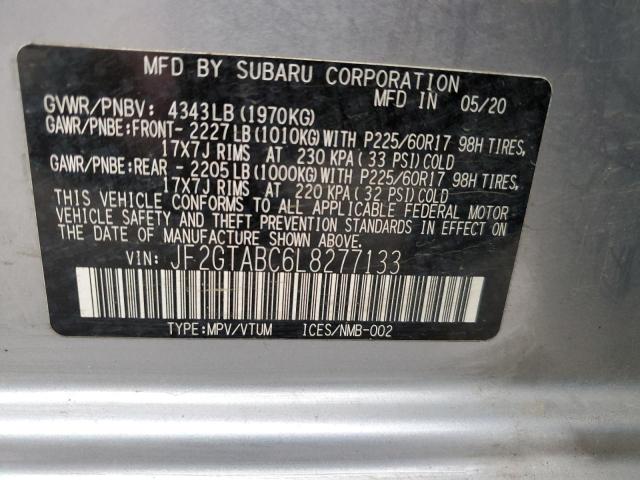 MFD BY SUBARU CORPORATION
GVWR/PNBV: 4343LB (1970KG) MFD IN 05/20
GAWR/PNBE:FRONT- 2227 LB (1010KG) WITH P225/60R17 98H TIRES,
17X7J RIMS AT 230 KPA (33 PSI) COLD
GAWR/PNBE:REAR - 2205 LB (1000KG) WITH P225/60R17 98H TIRES,
17X7J RIMS AT 220 KPA (32 PSI) COLD
THIS VEHICLE CONFORMS TO ALL APPLICABLE FEDERAL MOTOR
VEHICLE SAFETY AND THEFT PREVENTION STANDARDS IN EFFECT
ON THE DATE OF MANUFACTURE SHOWN ABOVE.
VIN: JF2GTABC6L8277133
TYPE:MPV/VTUM ICES/NMB-002